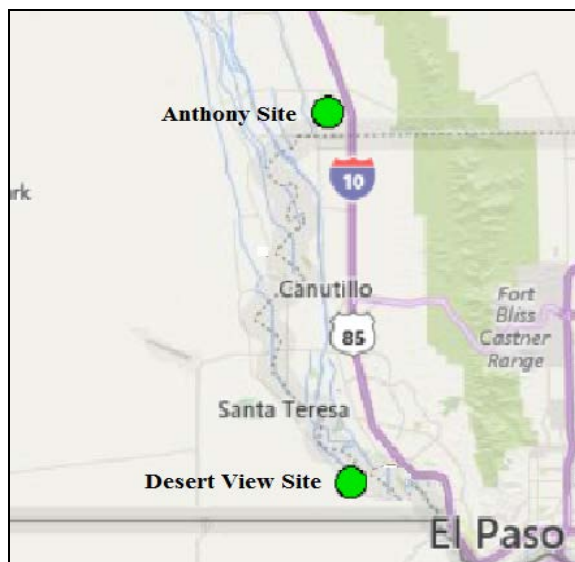 Anthony Site
10
rk
Canutillo
Fort
Bliss
Castner
Range
85
Santa Teresa
Desert View Site
El Paso